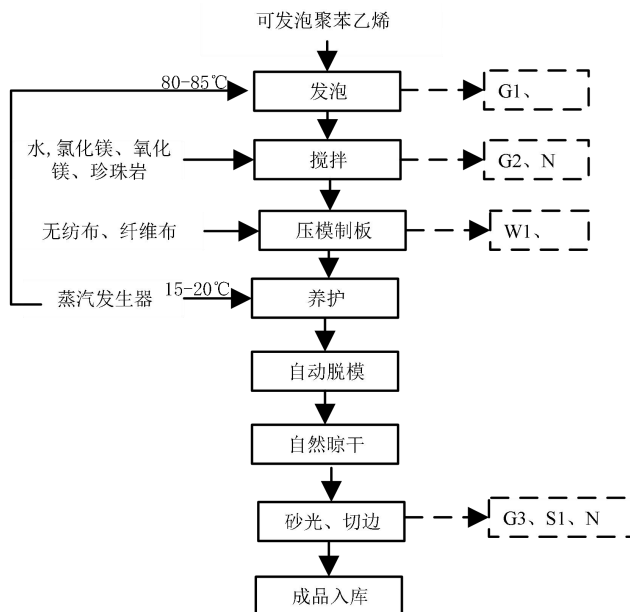 可发泡聚苯乙烯
80-85℃
发泡
G1、
水,氯化镁、氧化
镁、珍珠岩
搅拌
G2、N
无纺布、纤维布
压模制板
W1、
蒸汽发生器
15-20℃
养护
自动脱模
自然晾干
砂光、切边
G3、S1、N
成品入库